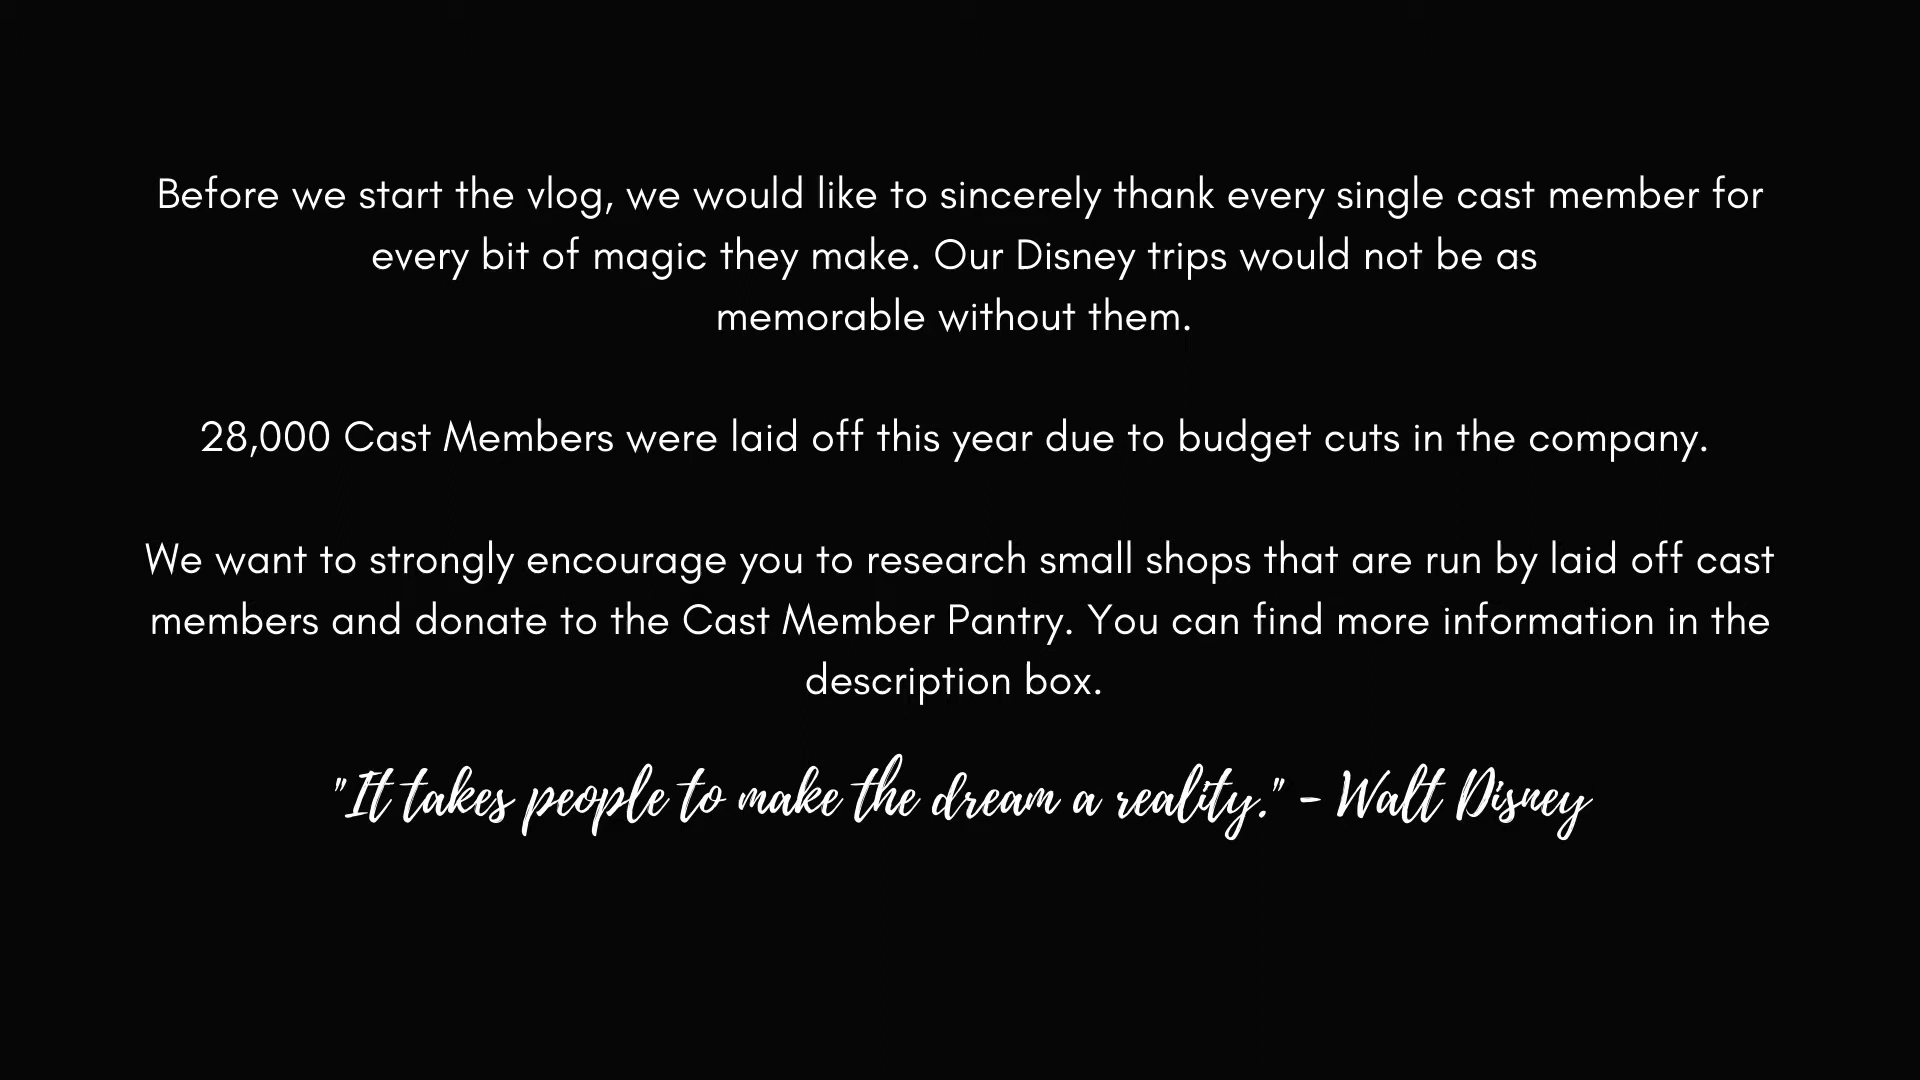 Before we start the vlog, we would like to sincerely thank every single cast member for
every bit of magic they make. Our Disney trips would not be as
memorable without them.
28,000 Cast Members were laid off this year due to budget cuts in the company.
We want to strongly encourage you to research small shops that are run by laid off cast
members and donate to the Cast Member Pantry. You can find more information in the
description box.
"It takes people to make the dream a reality." - Walt Disney